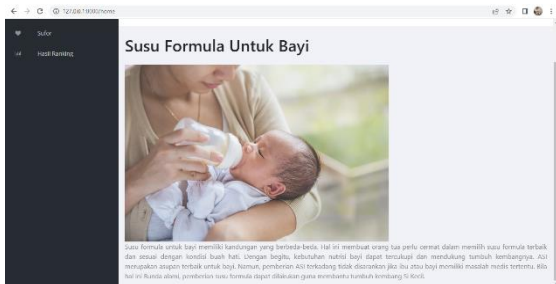 127.0.0.1:8000/home
Sufor
Hasil Ranking
Susu Formula Untuk Bayi
Susu formula untuk bayi memiliki kandungan yang berbeda-beda. Hal ini membuat orang tua perlu cermat dalam memilih susu formula terbaik
dan sesuai dengan kondisi buah hati. Dengan begitu, kebutuhan nutrisi bayi dapat tercukupi dan mendukung tumbuh kembangnya. ASI
merupakan asupan terbaik untuk bayi. Namun, pemberian ASI terkadang tidak disarankan jika ibu atau bayi memiliki masalah medis tertentu. Bila
hal ini Bunda alami, pemberian susu formula dapat dilakukan guna membantu tumbuh kembang Si Kecil.